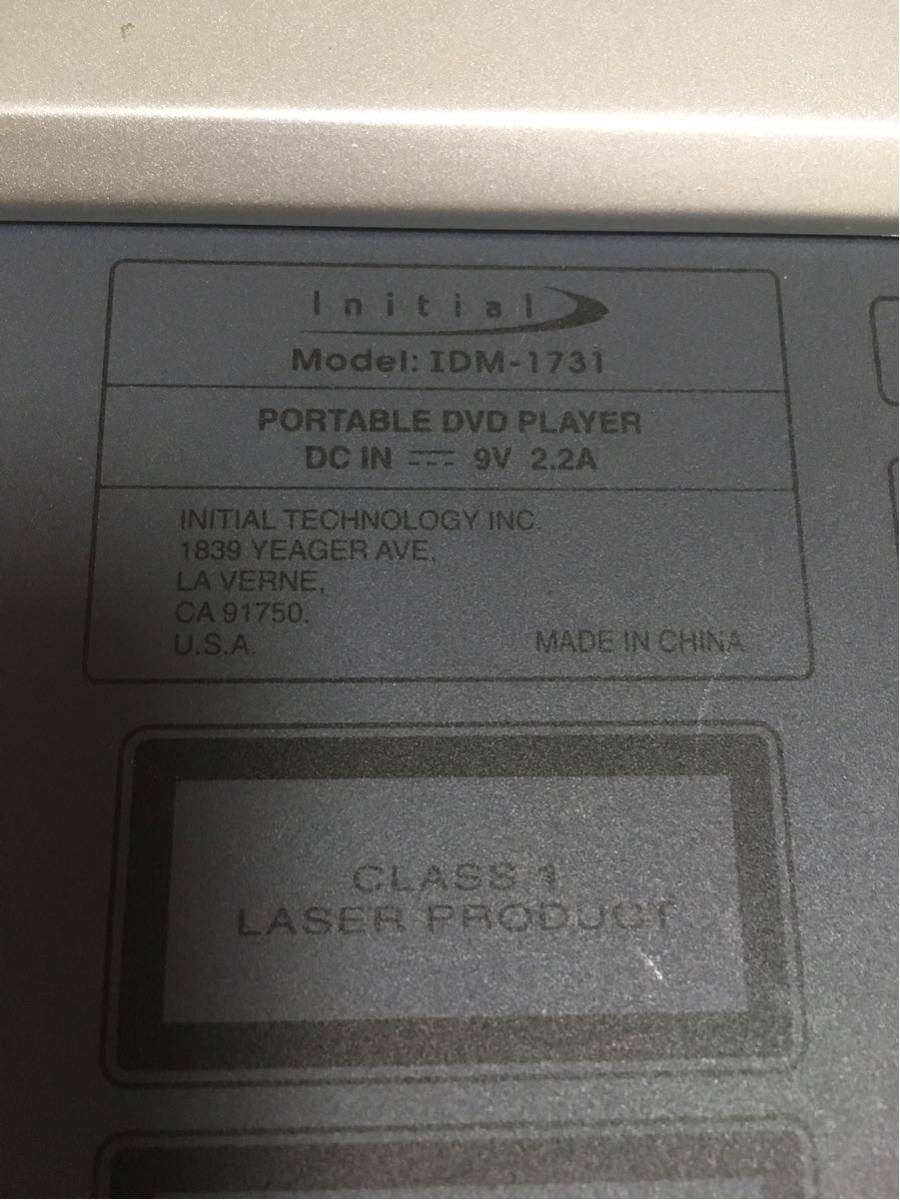 Initial
Model: IDM-1731
PORTABLE DVD PLAYER
DC IN ⎓ 9V 2.2A
INITIAL TECHNOLOGY INC.
1839 YEAGER AVE,
LA VERNE,
CA 91750,
U.S.A.
MADE IN CHINA
CLASS 1
LASER PRODUCT